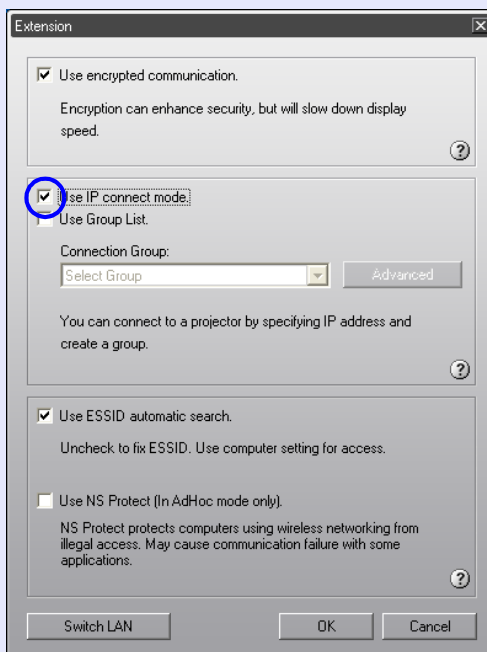 Extension
Use encrypted communication.
Encryption can enhance security, but will slow down display
speed.
?
Use IP connect mode.
Use Group List.
Connection Group:
Select Group
Advanced
You can connect to a projector by specifying IP address and
create a group.
?
Use ESSID automatic search.
Uncheck to fix ESSID. Use computer setting for access.
Use NS Protect (In AdHoc mode only).
NS Protect protects computers using wireless networking from
illegal access. May cause communication failure with some
applications.
?
Switch LAN
OK
Cancel